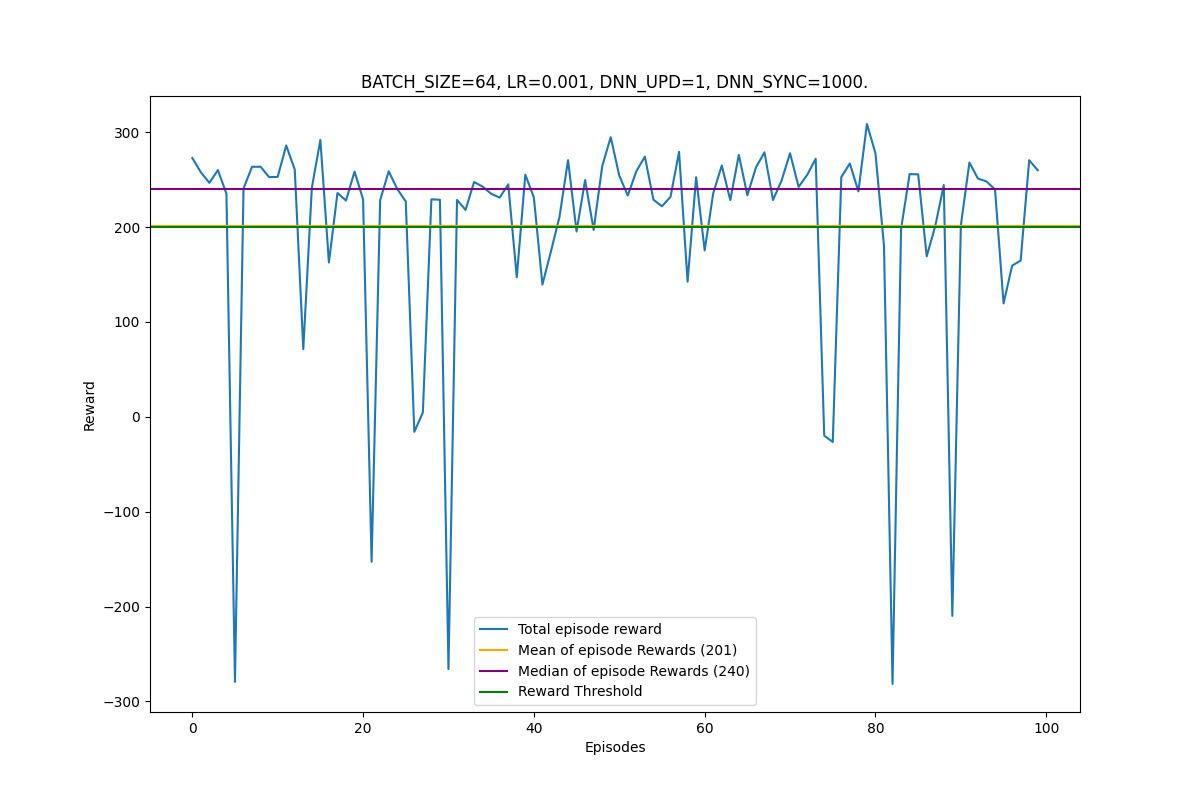 BATCH_SIZE=64, LR=0.001, DNN_UPD=1, DNN_SYNC=1000.
300
200
100
0
−100
−200
−300
Reward
Total episode reward
Mean of episode Rewards (201)
Median of episode Rewards (240)
Reward Threshold
0 20 40 60 80 100
Episodes